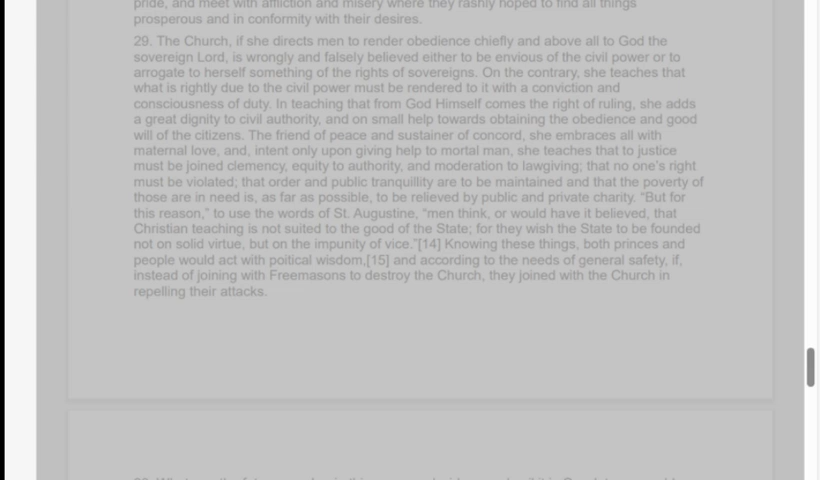 pride, and meet with affliction and misery where they rashly hoped to find all things
prosperous and in conformity with their desires.
29. The Church, if she directs men to render obedience chiefly and above all to God the
sovereign Lord, is wrongly and falsely believed either to be envious of the civil power or to
arrogate to herself something of the rights of sovereigns. On the contrary, she teaches that
what is rightly due to the civil power must be rendered to it with a conviction and
consciousness of duty. In teaching that from God Himself comes the right of ruling, she adds
a great dignity to civil authority, and on small help towards obtaining the obedience and good
will of the citizens. The friend of peace and sustainer of concord, she embraces all with
maternal love, and, intent only upon giving help to mortal man, she teaches that to justice
must be joined clemency, equity to authority, and moderation to lawgiving; that no one's right
must be violated; that order and public tranquillity are to be maintained and that the poverty of
those are in need is, as far as possible, to be relieved by public and private charity. “But for
this reason,” to use the words of St. Augustine, “men think, or would have it believed, that
Christian teaching is not suited to the good of the State; for they wish the State to be founded
not on solid virtue, but on the impunity of vice.”[14] Knowing these things, both princes and
people would act with poitical wisdom,[15] and according to the needs of general safety, if,
instead of joining with Freemasons to destroy the Church, they joined with the Church in
repelling their attacks.